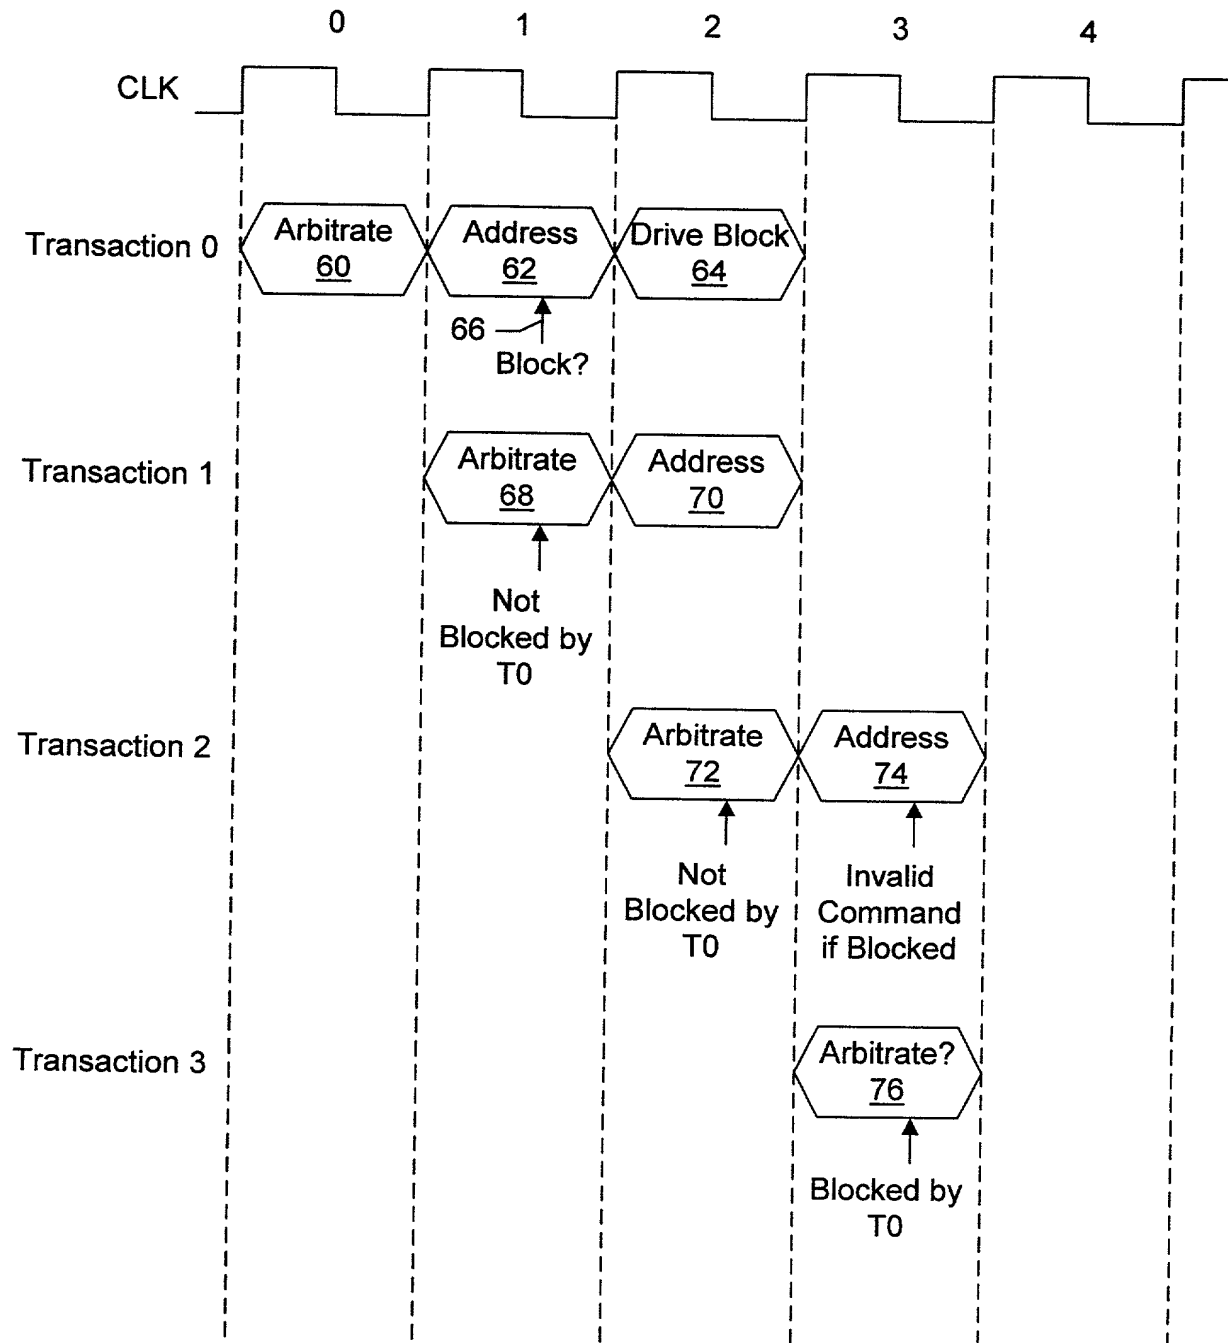 0 1 2 3 4
CLK
Transaction 0
Arbitrate
60
Address
62
Drive Block
64
66
Block?
Transaction 1
Arbitrate
68
Address
70
Not
Blocked by
T0
Transaction 2
Arbitrate
72
Address
74
Not
Blocked by
T0
Invalid
Command
if Blocked
Transaction 3
Arbitrate?
76
Blocked by
T0